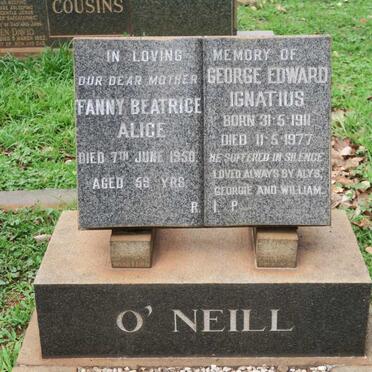 COUSINS
IN LOVING
OUR DEAR MOTHER
FANNY BEATRICE
ALICE
DIED 7TH JUNE 1950
AGED 59 YRS.
R.
MEMORY OF
GEORGE EDWARD
IGNATIUS
BORN 31·5·1911
DIED 11·5·1977
HE SUFFERED IN SILENCE
LOVED ALWAYS BY ALYS,
GEORGIE AND WILLIAM.
I. P.
O' NEILL